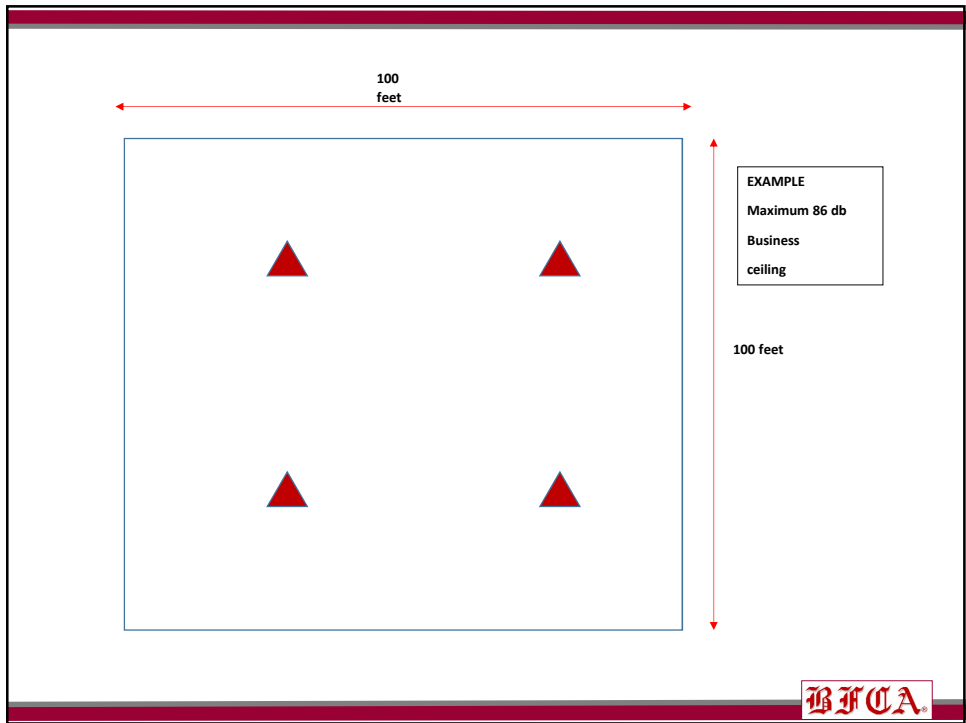 100
feet
EXAMPLE
Maximum 86 db
Business
ceiling
100 feet
BFCA®